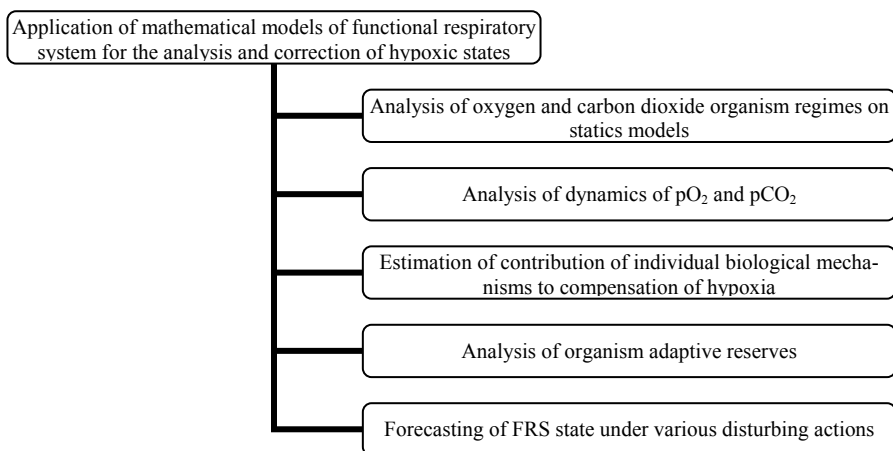 Application of mathematical models of functional respiratory
system for the analysis and correction of hypoxic states
Analysis of oxygen and carbon dioxide organism regimes on
statics models
Analysis of dynamics of pO₂ and pCO₂
Estimation of contribution of individual biological mecha-
nisms to compensation of hypoxia
Analysis of organism adaptive reserves
Forecasting of FRS state under various disturbing actions